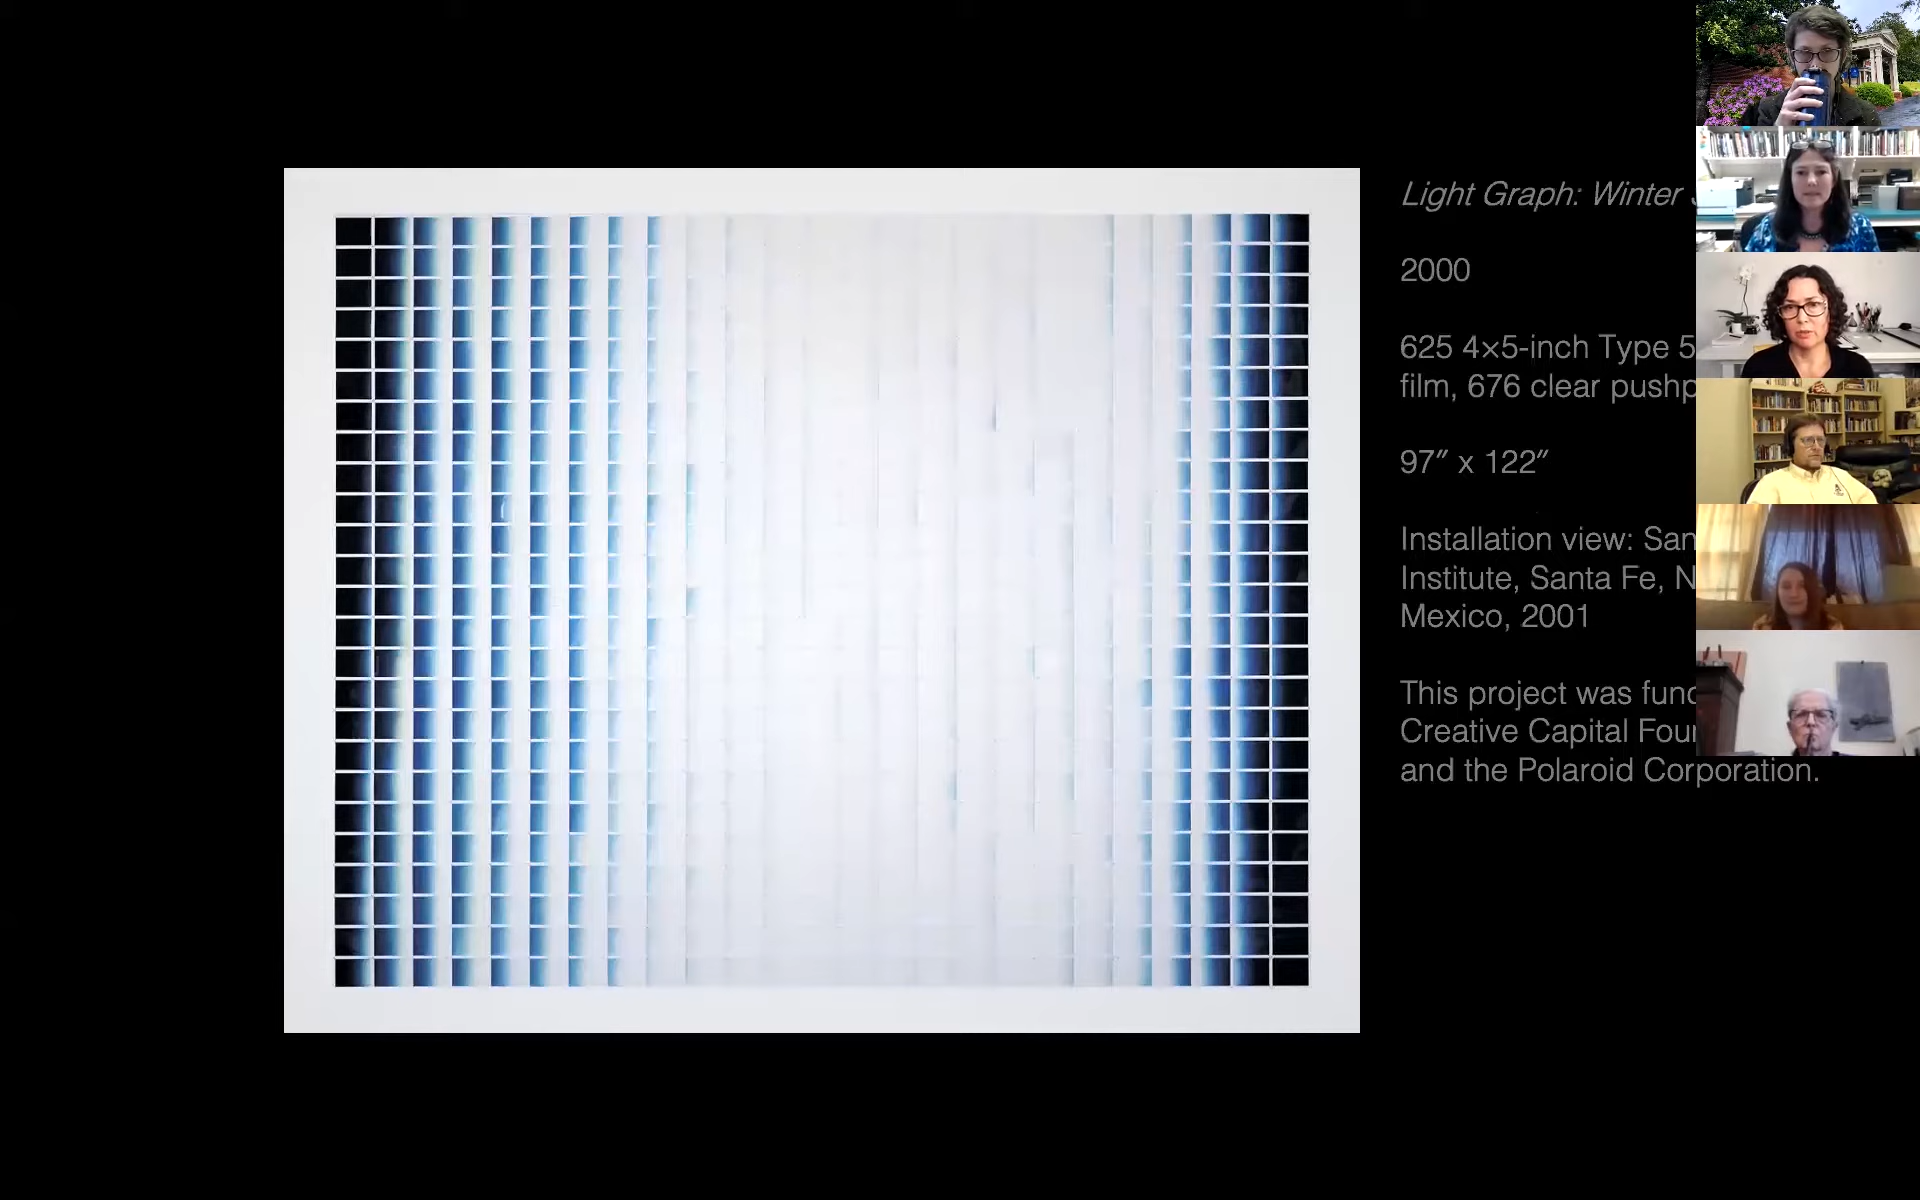 Light Graph: Winter
2000
625 4×5-inch Type 5
film, 676 clear pushp
97″ x 122″
Installation view: San
Institute, Santa Fe, N
Mexico, 2001
This project was fund
Creative Capital Four
and the Polaroid Corporation.